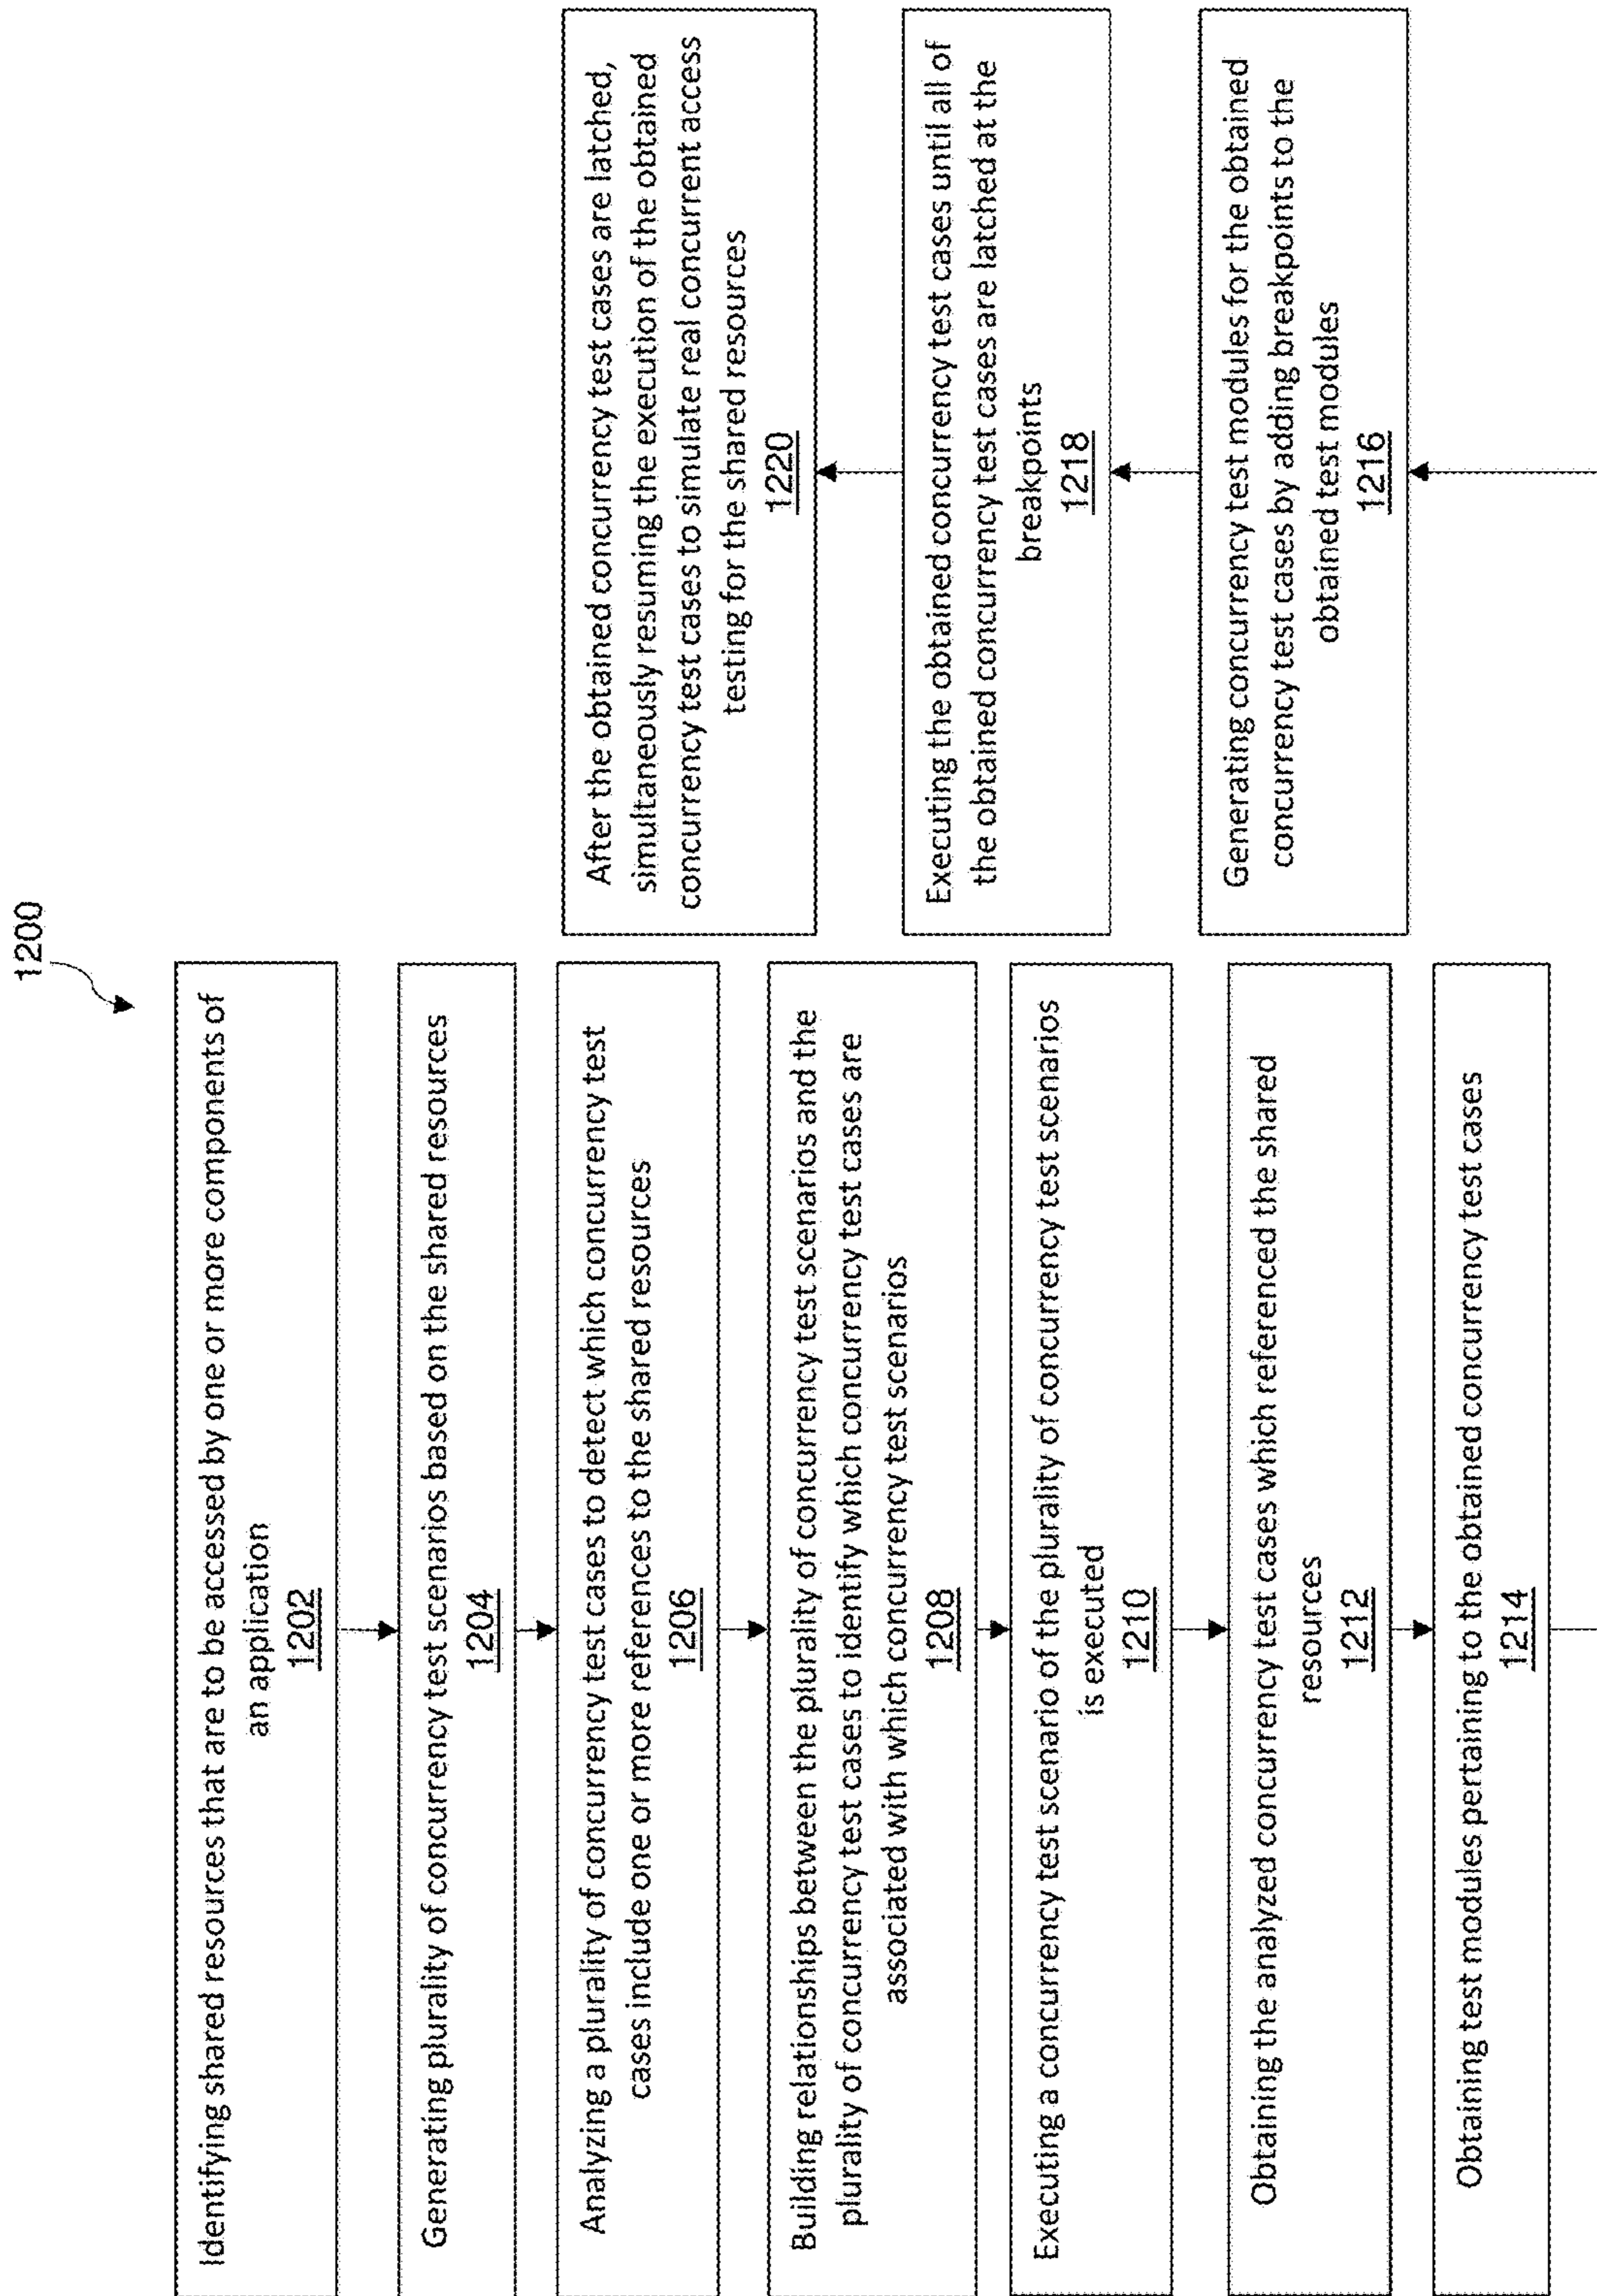 1200
Identifying shared resources that are to be accessed by one or more components of
an application
1202
Generating plurality of concurrency test scenarios based on the shared resources
1204
Analyzing a plurality of concurrency test cases to detect which concurrency test
cases include one or more references to the shared resources
1206
Building relationships between the plurality of concurrency test scenarios and the
plurality of concurrency test cases to identify which concurrency test cases are
associated with which concurrency test scenarios
1208
Executing a concurrency test scenario of the plurality of concurrency test scenarios
is executed
1210
Obtaining the analyzed concurrency test cases which referenced the shared
resources
1212
Obtaining test modules pertaining to the obtained concurrency test cases
1214
Generating concurrency test modules for the obtained
concurrency test cases by adding breakpoints to the
obtained test modules
1216
Executing the obtained concurrency test cases until all of
the obtained concurrency test cases are latched at the
breakpoints
1218
After the obtained concurrency test cases are latched,
simultaneously resuming the execution of the obtained
concurrency test cases to simulate real concurrent access
testing for the shared resources
1220